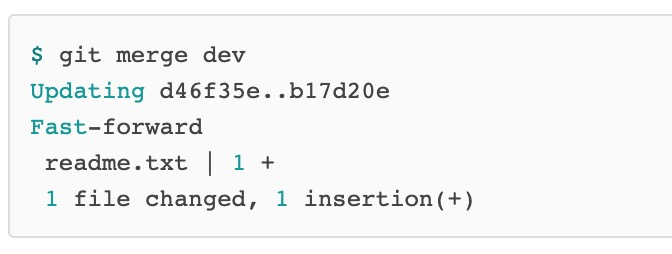 $ git merge dev
Updating d46f35e..b17d20e
Fast-forward
 readme.txt | 1 +
 1 file changed, 1 insertion(+)